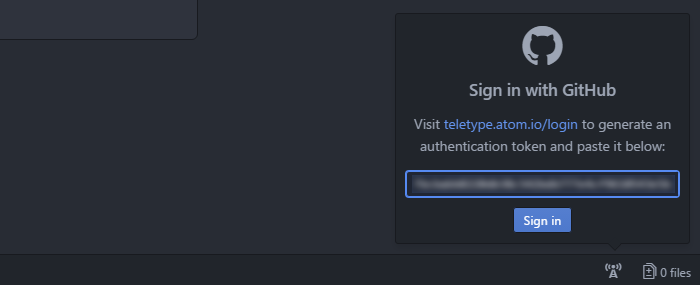 Sign in with GitHub
Visit teletype.atom.io/login to generate an
authentication token and paste it below:
Sign in
0 files